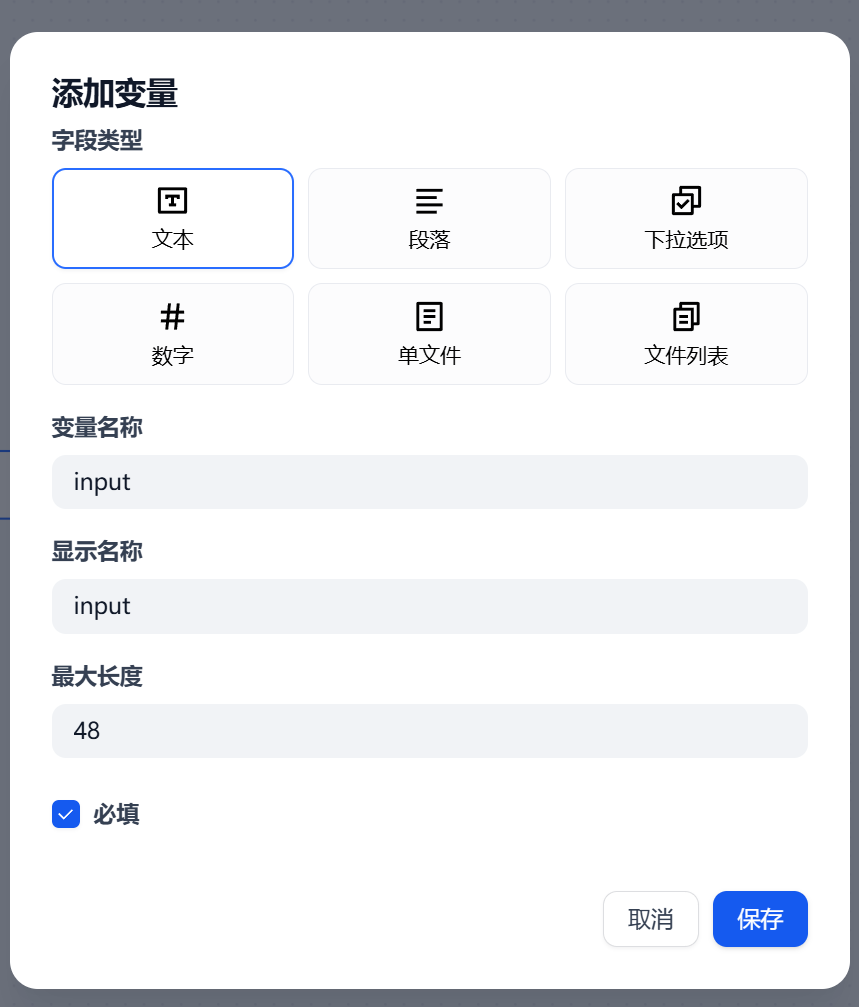 添加变量
字段类型
文本
段落
下拉选项
数字
单文件
文件列表
变量名称
input
显示名称
input
最大长度
48
必填
取消
保存